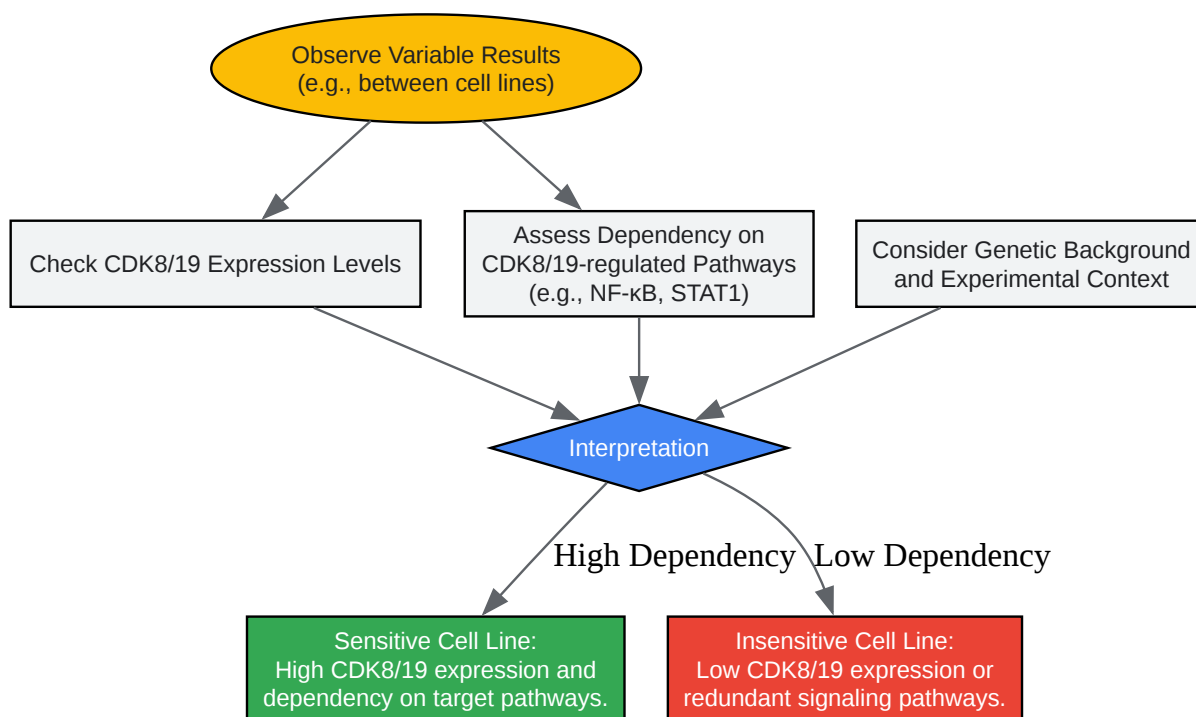 Observe Variable Results
(e.g., between cell lines)
Check CDK8/19 Expression Levels
Assess Dependency on
CDK8/19-regulated Pathways
(e.g., NF-κB, STAT1)
Consider Genetic Background
and Experimental Context
Interpretation
High Dependency
Low Dependency
Sensitive Cell Line:
High CDK8/19 expression and
dependency on target pathways.
Insensitive Cell Line:
Low CDK8/19 expression or
redundant signaling pathways.